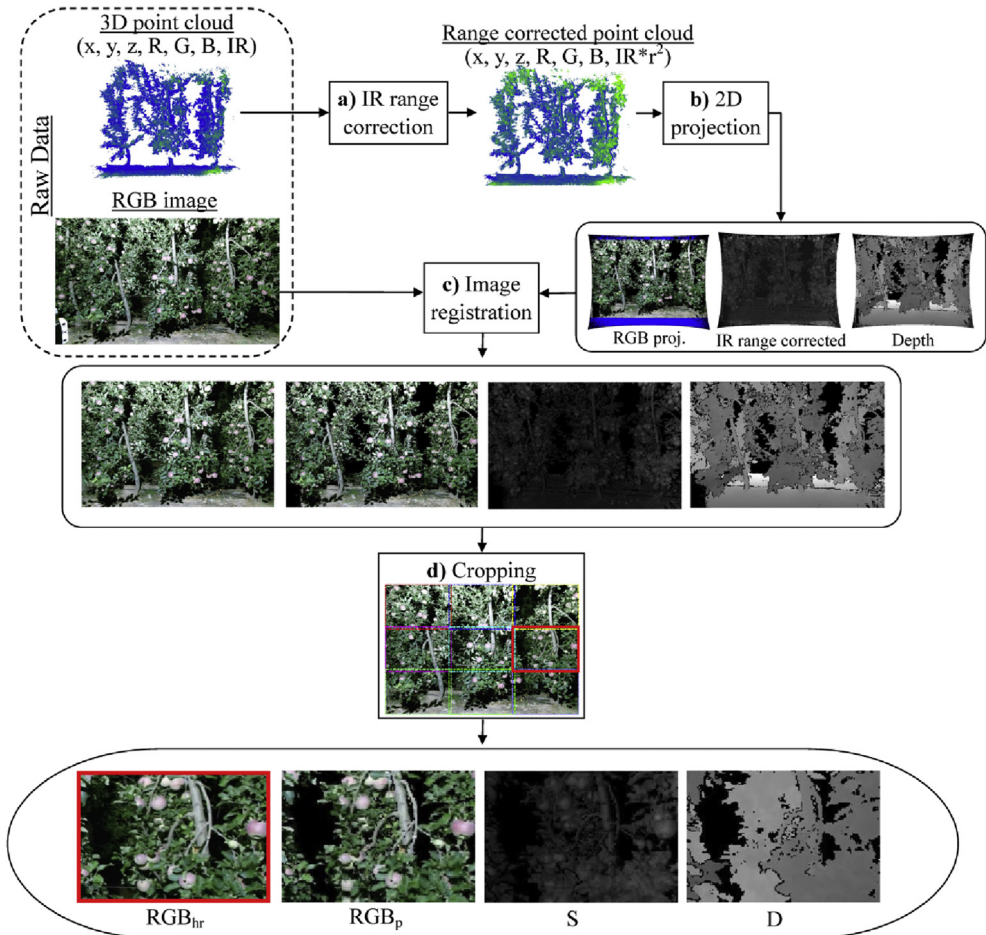 3D point cloud
(x, y, z, R, G, B, IR)
Range corrected point cloud
(x, y, z, R, G, B, IR*r²)
a) IR range
correction
b) 2D
projection
Raw Data
RGB image
c) Image
registration
RGB proj.
IR range corrected
Depth
d) Cropping
RGBhr
RGBp
S
D